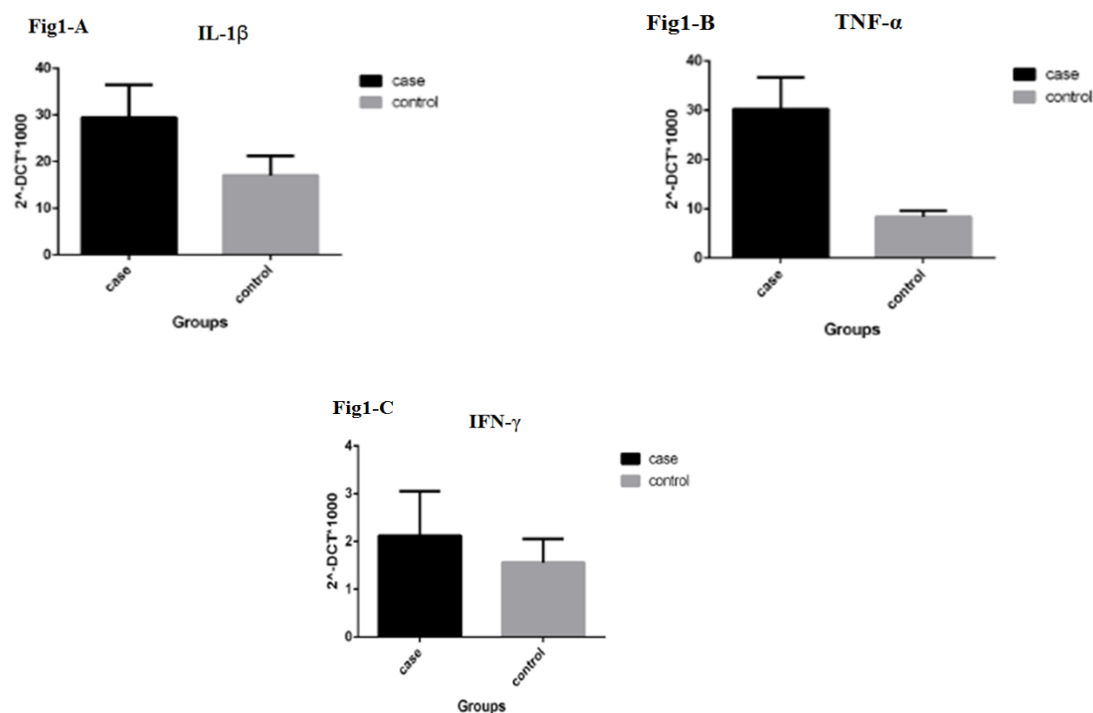 Fig1-A
IL-1β
40
30
20
10
0
2^-DCT*1000
case
control
case
control
Groups
Fig1-B
TNF-α
40
30
20
10
0
2^-DCT*1000
case
control
case
control
Groups
Fig1-C
IFN-γ
4
3
2
1
0
2^-DCT*1000
case
control
case
control
Groups